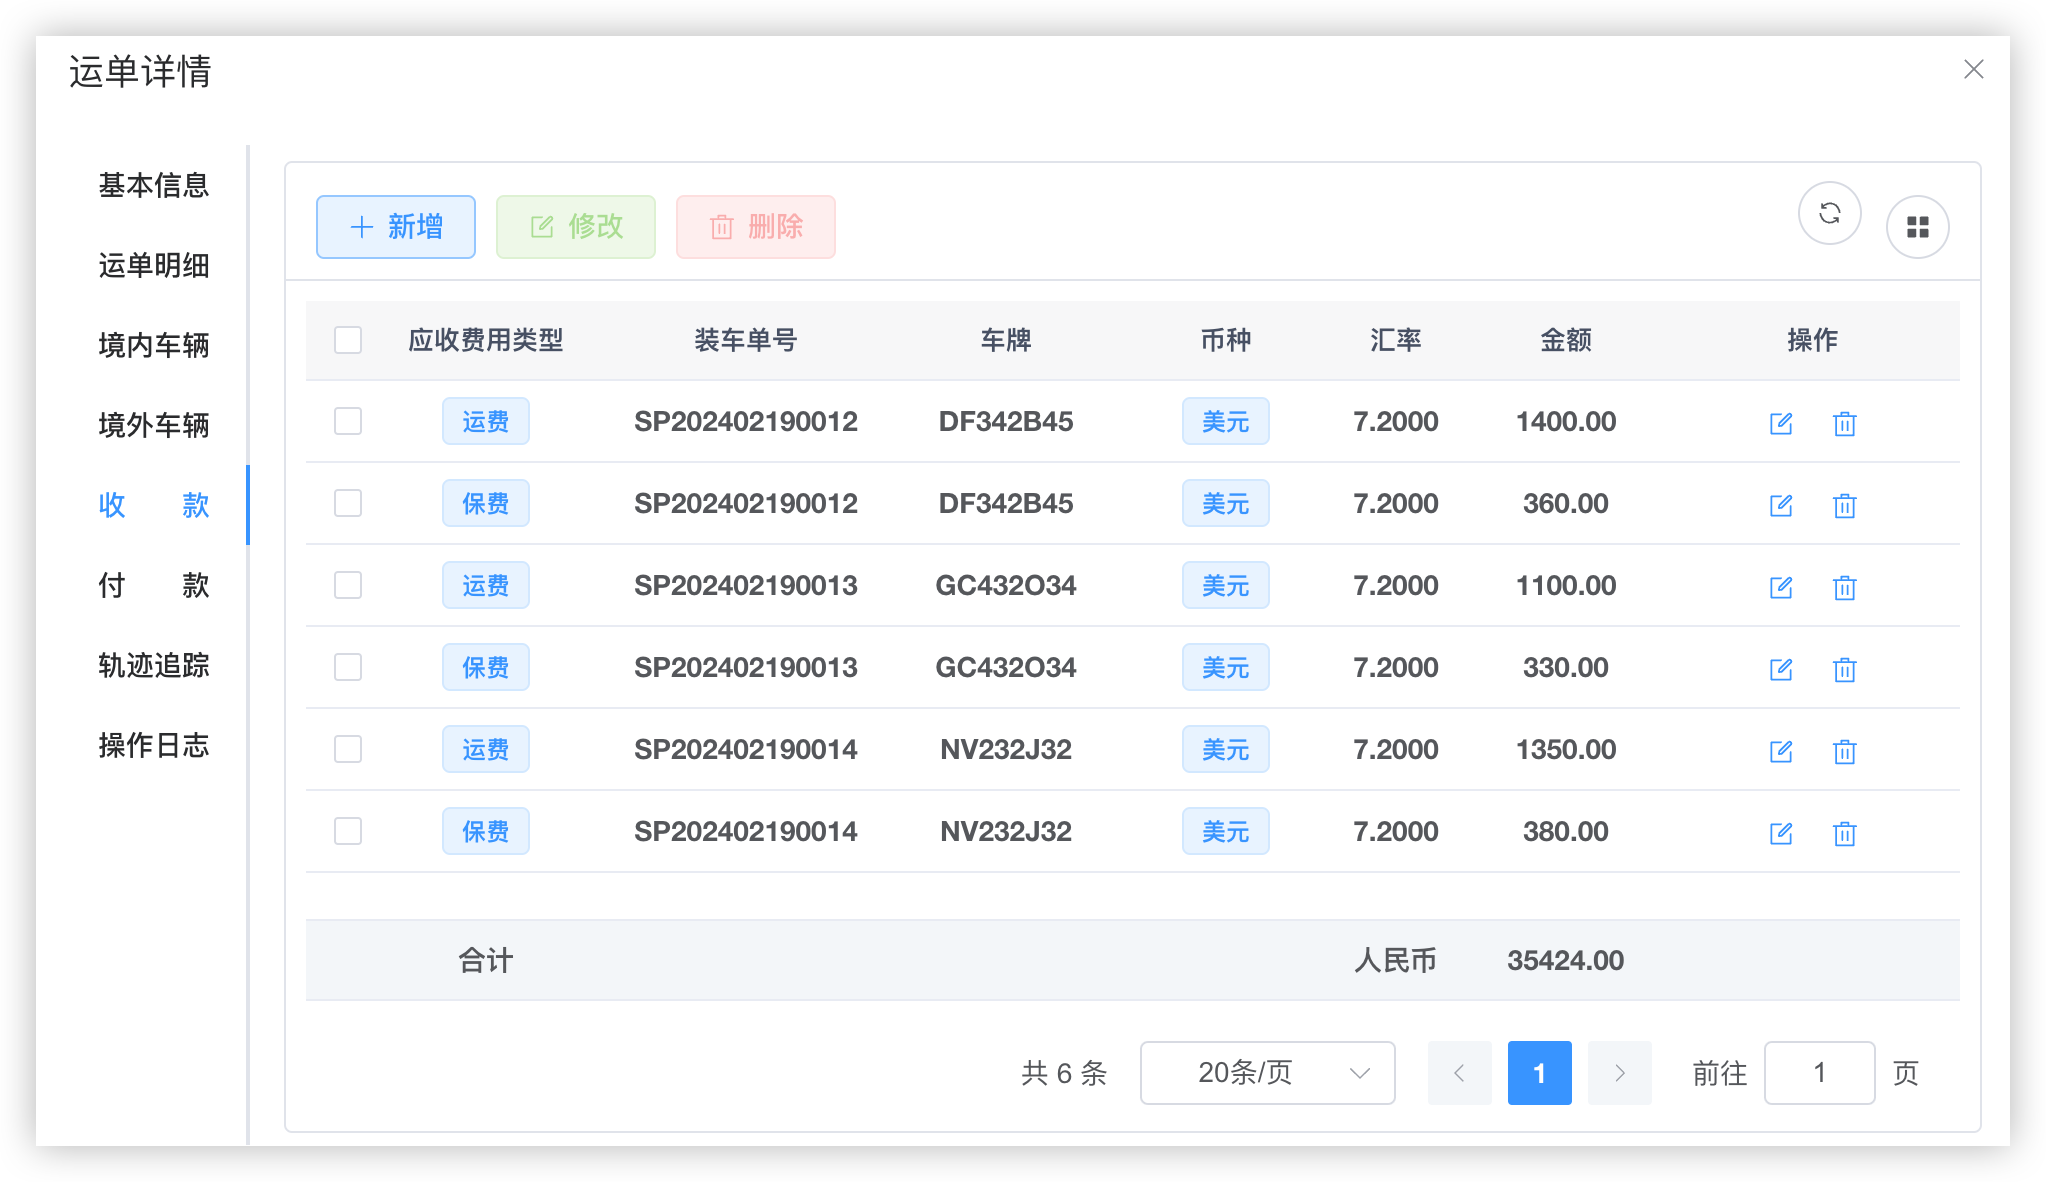 运单详情
基本信息
运单明细
境内车辆
境外车辆
收 款
付 款
轨迹追踪
操作日志
新增 修改 删除
应收费用类型 装车单号 车牌 币种 汇率 金额 操作
运费 SP202402190012 DF342B45 美元 7.2000 1400.00
保费 SP202402190012 DF342B45 美元 7.2000 360.00
运费 SP202402190013 GC432O34 美元 7.2000 1100.00
保费 SP202402190013 GC432O34 美元 7.2000 330.00
运费 SP202402190014 NV232J32 美元 7.2000 1350.00
保费 SP202402190014 NV232J32 美元 7.2000 380.00
合计 人民币 35424.00
共 6 条 20条/页 1 前往 1 页